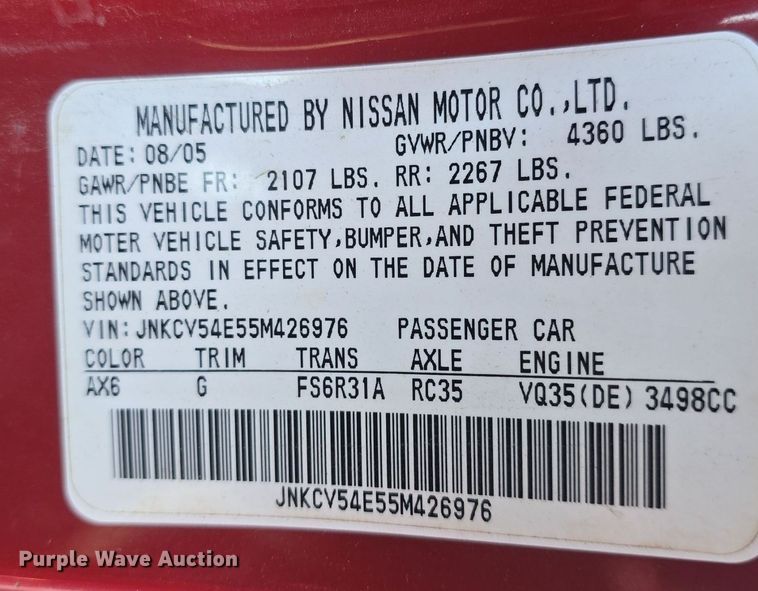 MANUFACTURED BY NISSAN MOTOR CO.,LTD.
DATE: 08/05 GVWR/PNBV: 4360 LBS.
GAWR/PNBE FR: 2107 LBS. RR: 2267 LBS.
THIS VEHICLE CONFORMS TO ALL APPLICABLE FEDERAL
MOTER VEHICLE SAFETY,BUMPER,AND THEFT PREVENTION
STANDARDS IN EFFECT ON THE DATE OF MANUFACTURE
SHOWN ABOVE.
VIN: JNKCV54E55M426976 PASSENGER CAR
COLOR TRIM TRANS AXLE ENGINE
AX6 G FS6R31A RC35 VQ35(DE) 3498CC
JNKCV54E55M426976
Purple Wave Auction